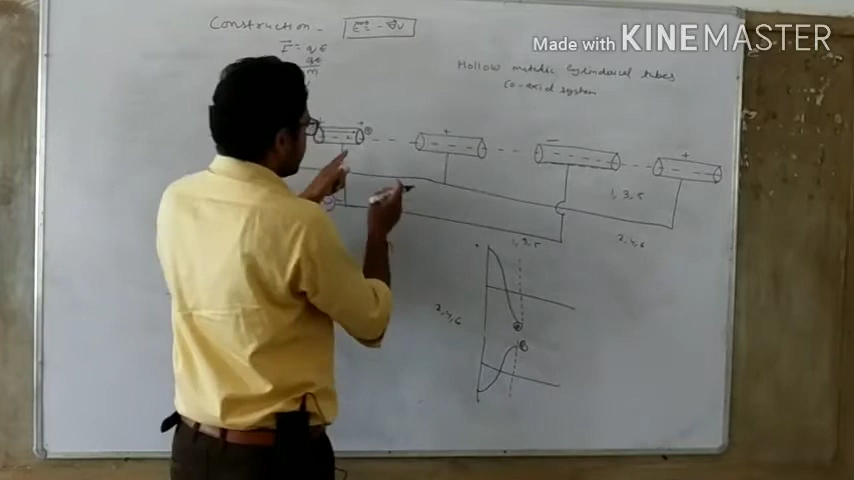 Made with KINEMASTER
Construction -
E = -∇V
F = qE
qE
m
Hollow metallic cylindrical tubes
Co-axial system
+ +
+
-
+
1, 3, 5
2, 4, 6
1, 3, 5
2, 4, 6